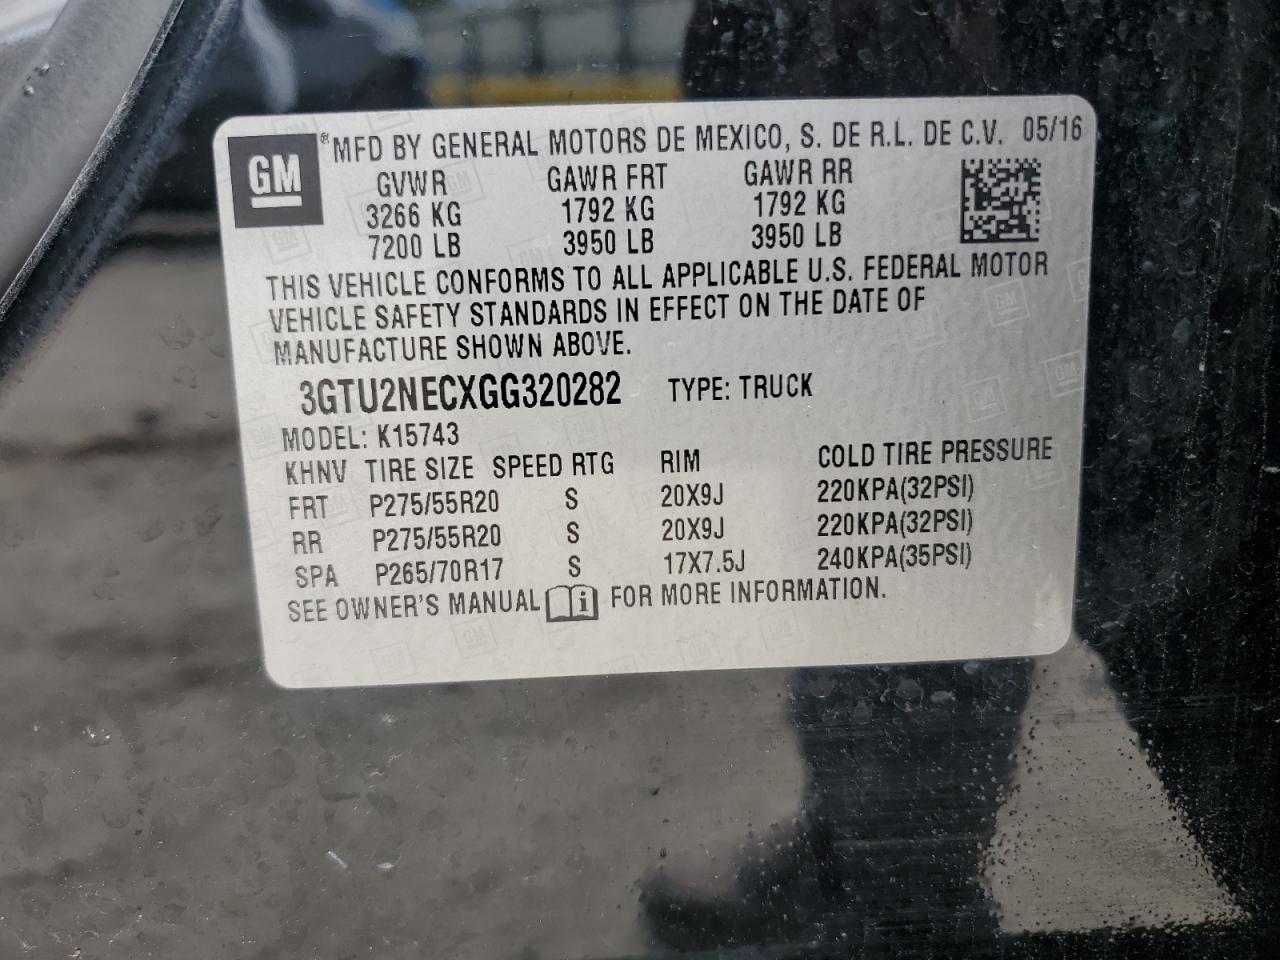 GM
®MFD BY GENERAL MOTORS DE MEXICO, S. DE R.L. DE C.V. 05/16
GVWR GAWR FRT GAWR RR
3266 KG 1792 KG 1792 KG
7200 LB 3950 LB 3950 LB
THIS VEHICLE CONFORMS TO ALL APPLICABLE U.S. FEDERAL MOTOR
VEHICLE SAFETY STANDARDS IN EFFECT ON THE DATE OF
MANUFACTURE SHOWN ABOVE.
3GTU2NECXGG320282 TYPE: TRUCK
MODEL: K15743
KHNV TIRE SIZE SPEED RTG RIM COLD TIRE PRESSURE
FRT P275/55R20 S 20X9J 220KPA(32PSI)
RR P275/55R20 S 20X9J 220KPA(32PSI)
SPA P265/70R17 S 17X7.5J 240KPA(35PSI)
SEE OWNER'S MANUAL i FOR MORE INFORMATION.